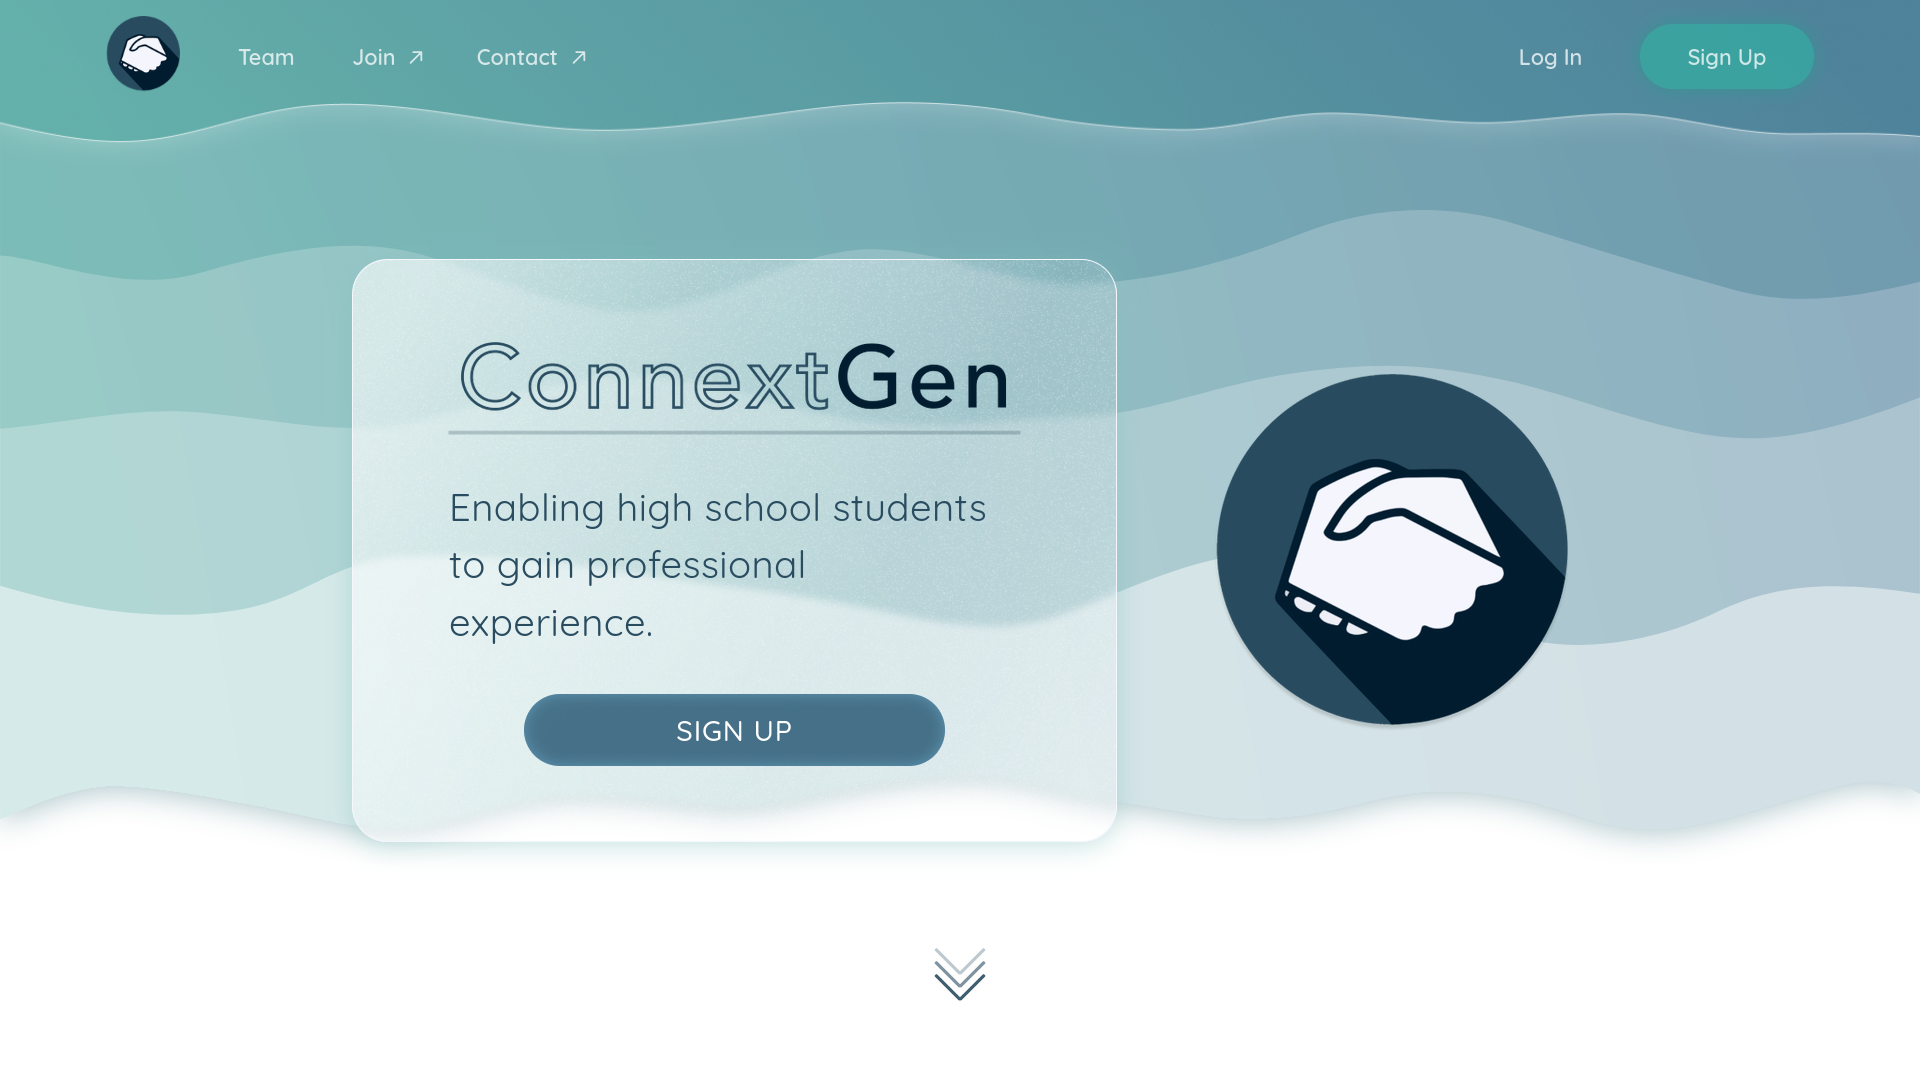 Team
Join
Contact
Log In
Sign Up
ConnextGen
Enabling high school students
to gain professional
experience.
SIGN UP